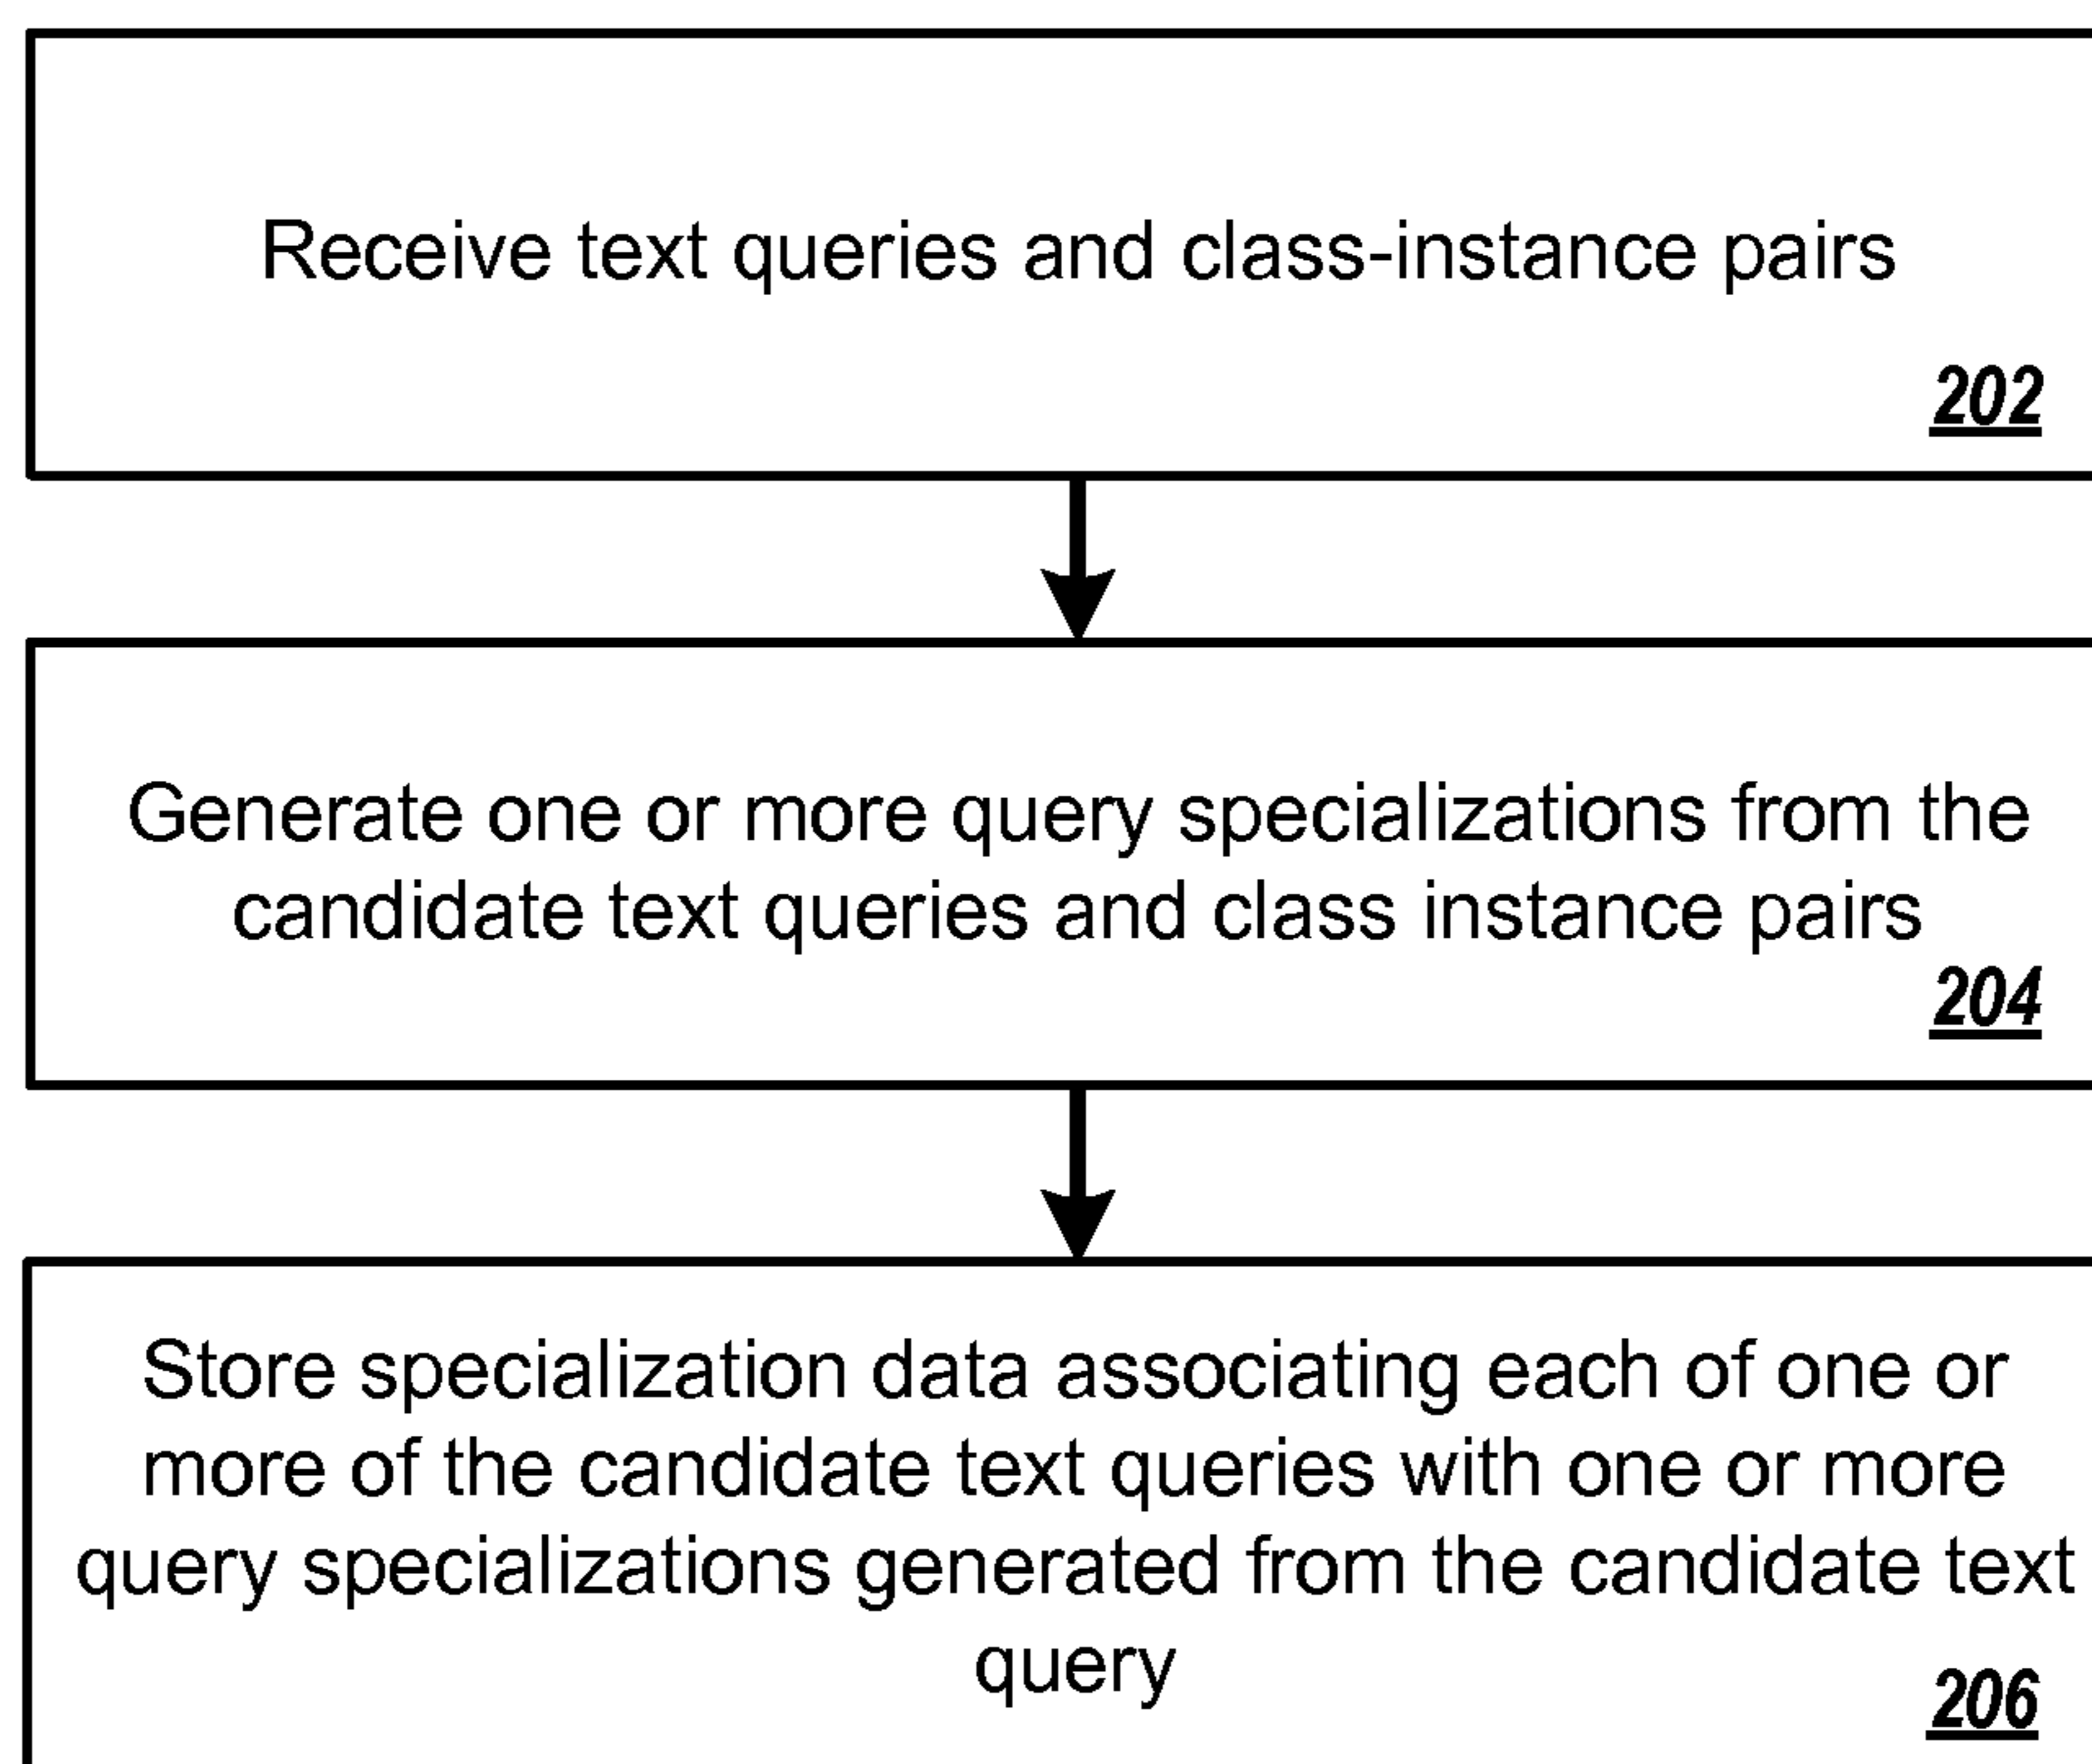 Receive text queries and class-instance pairs
202
Generate one or more query specializations from the
candidate text queries and class instance pairs
204
Store specialization data associating each of one or
more of the candidate text queries with one or more
query specializations generated from the candidate text
query
206